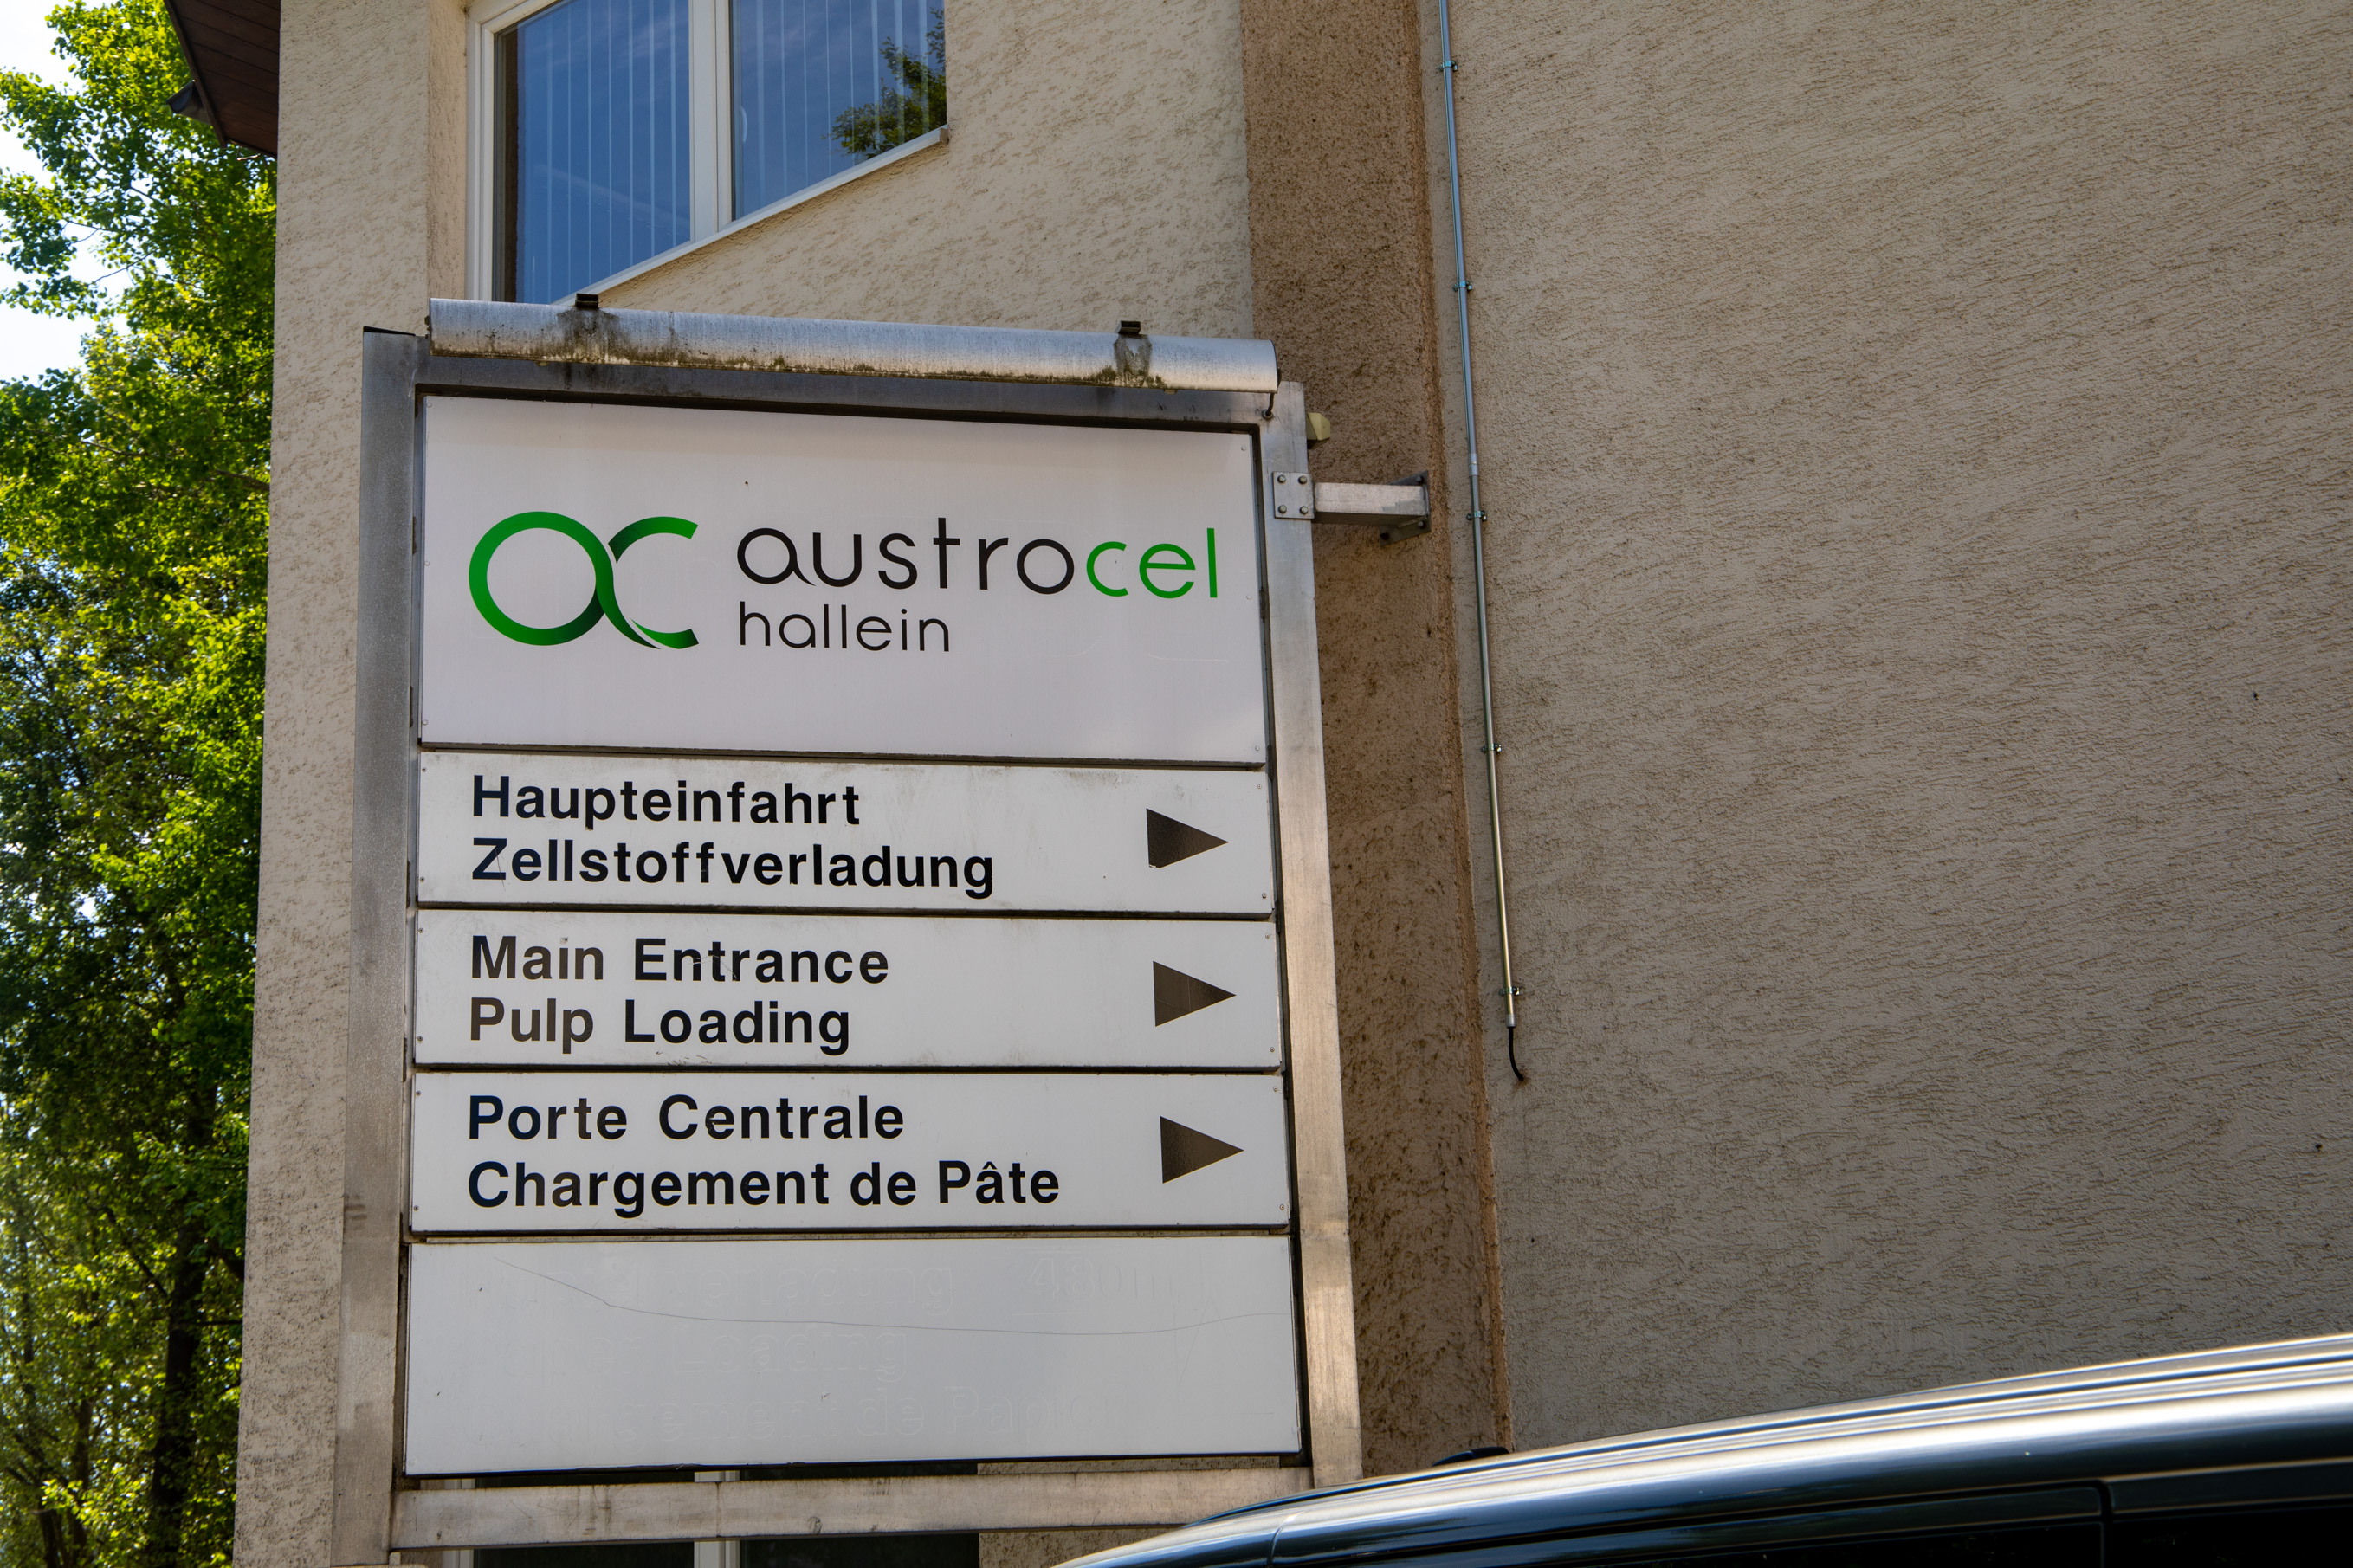 austrocel
hallein
Haupteinfahrt
Zellstoffverladung
Main Entrance
Pulp Loading
Porte Centrale
Chargement de Pâte